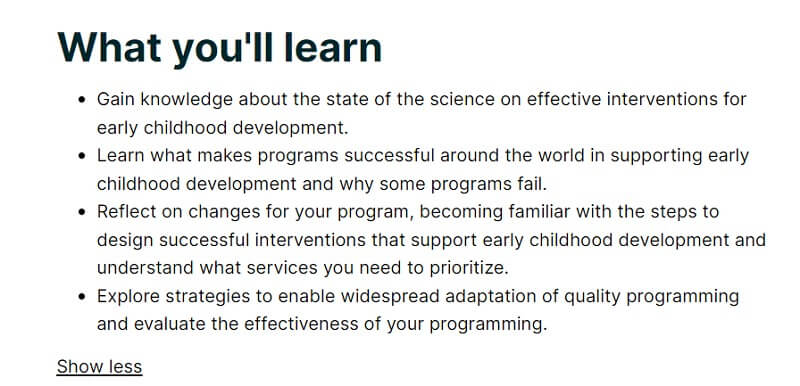 What you'll learn
• Gain knowledge about the state of the science on effective interventions for
early childhood development.
• Learn what makes programs successful around the world in supporting early
childhood development and why some programs fail.
• Reflect on changes for your program, becoming familiar with the steps to
design successful interventions that support early childhood development and
understand what services you need to prioritize.
• Explore strategies to enable widespread adaptation of quality programming
and evaluate the effectiveness of your programming.
Show less